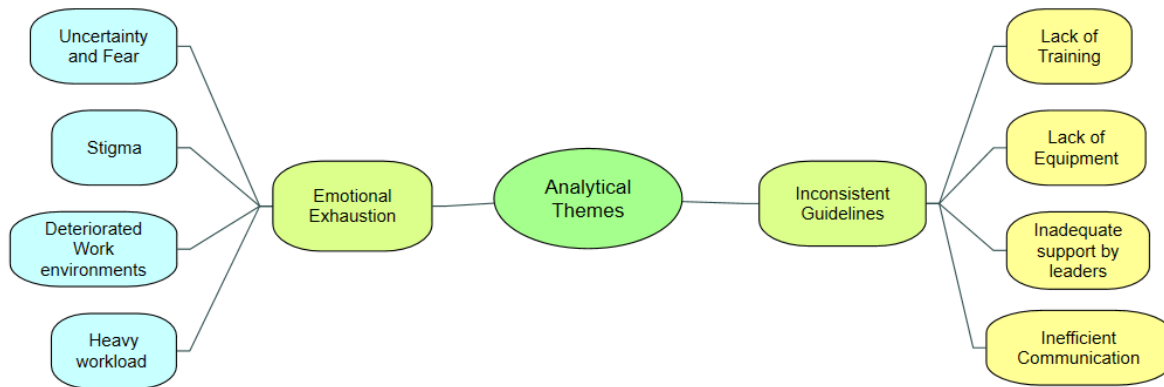 Uncertainty
and Fear
Stigma
Deteriorated
Work
environments
Heavy
workload
Emotional
Exhaustion
Analytical
Themes
Inconsistent
Guidelines
Lack of
Training
Lack of
Equipment
Inadequate
support by
leaders
Inefficient
Communication